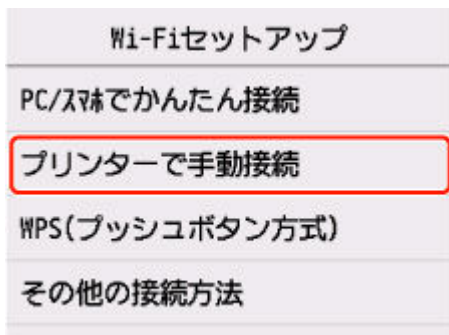 Wi-Fiセットアップ
PC/スマホでかんたん接続
プリンターで手動接続
WPS(プッシュボタン方式)
その他の接続方法